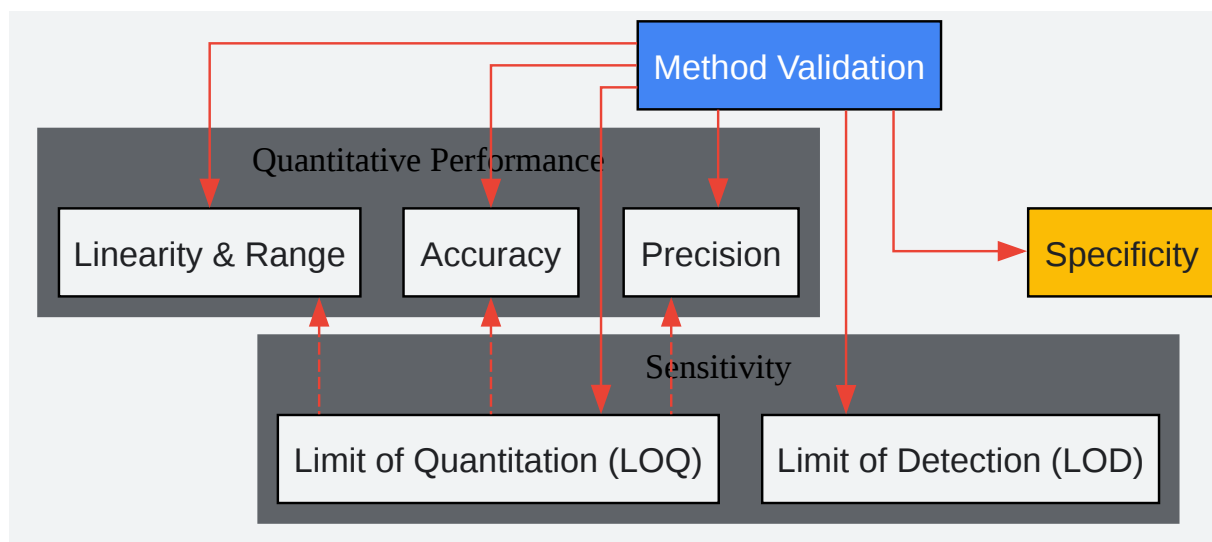 Method Validation
Quantitative Performance
Linearity & Range
Accuracy
Precision
Specificity
Sensitivity
Limit of Quantitation (LOQ)
Limit of Detection (LOD)